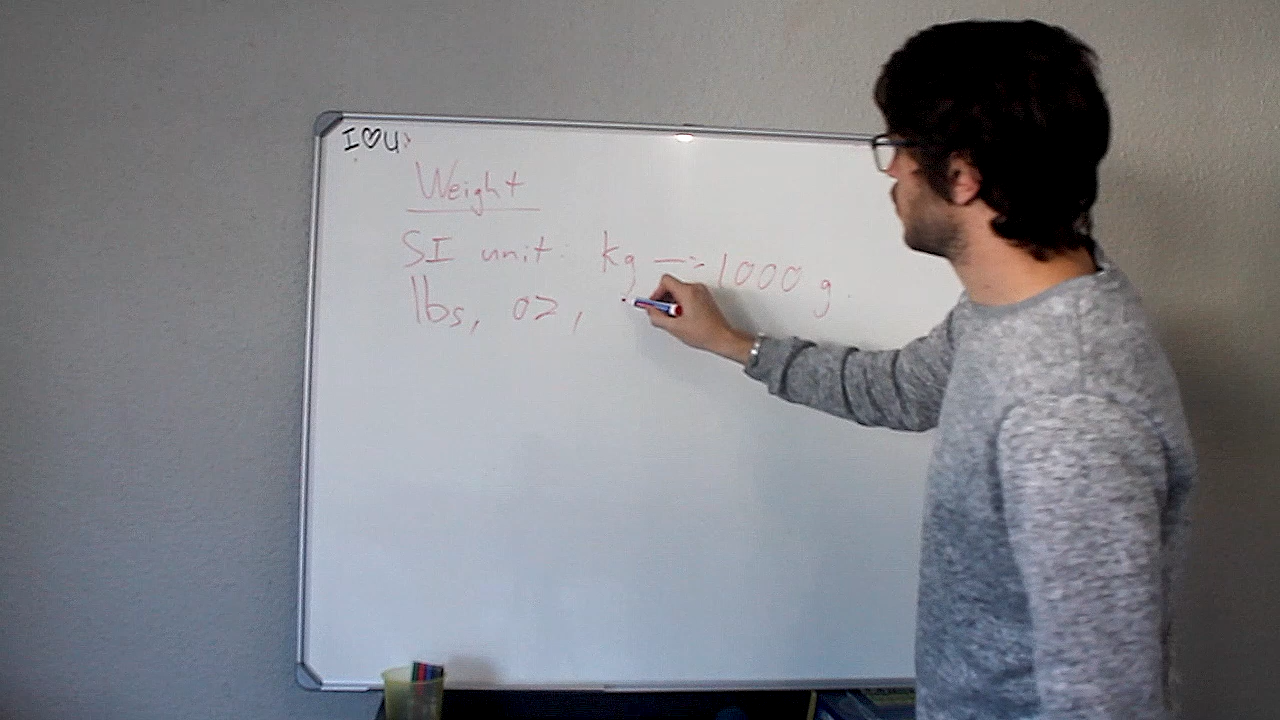 I♡U
Weight
SI unit: kg → 1000 g
lbs, oz,